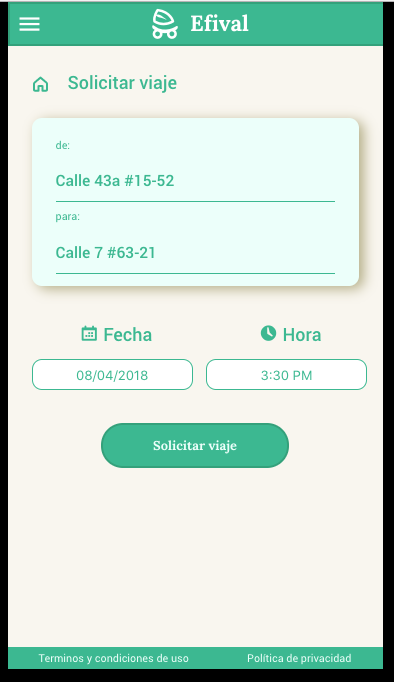 Efival
Solicitar viaje
de:
Calle 43a #15-52
para:
Calle 7 #63-21
Fecha
Hora
08/04/2018
3:30 PM
Solicitar viaje
Terminos y condiciones de uso
Política de privacidad